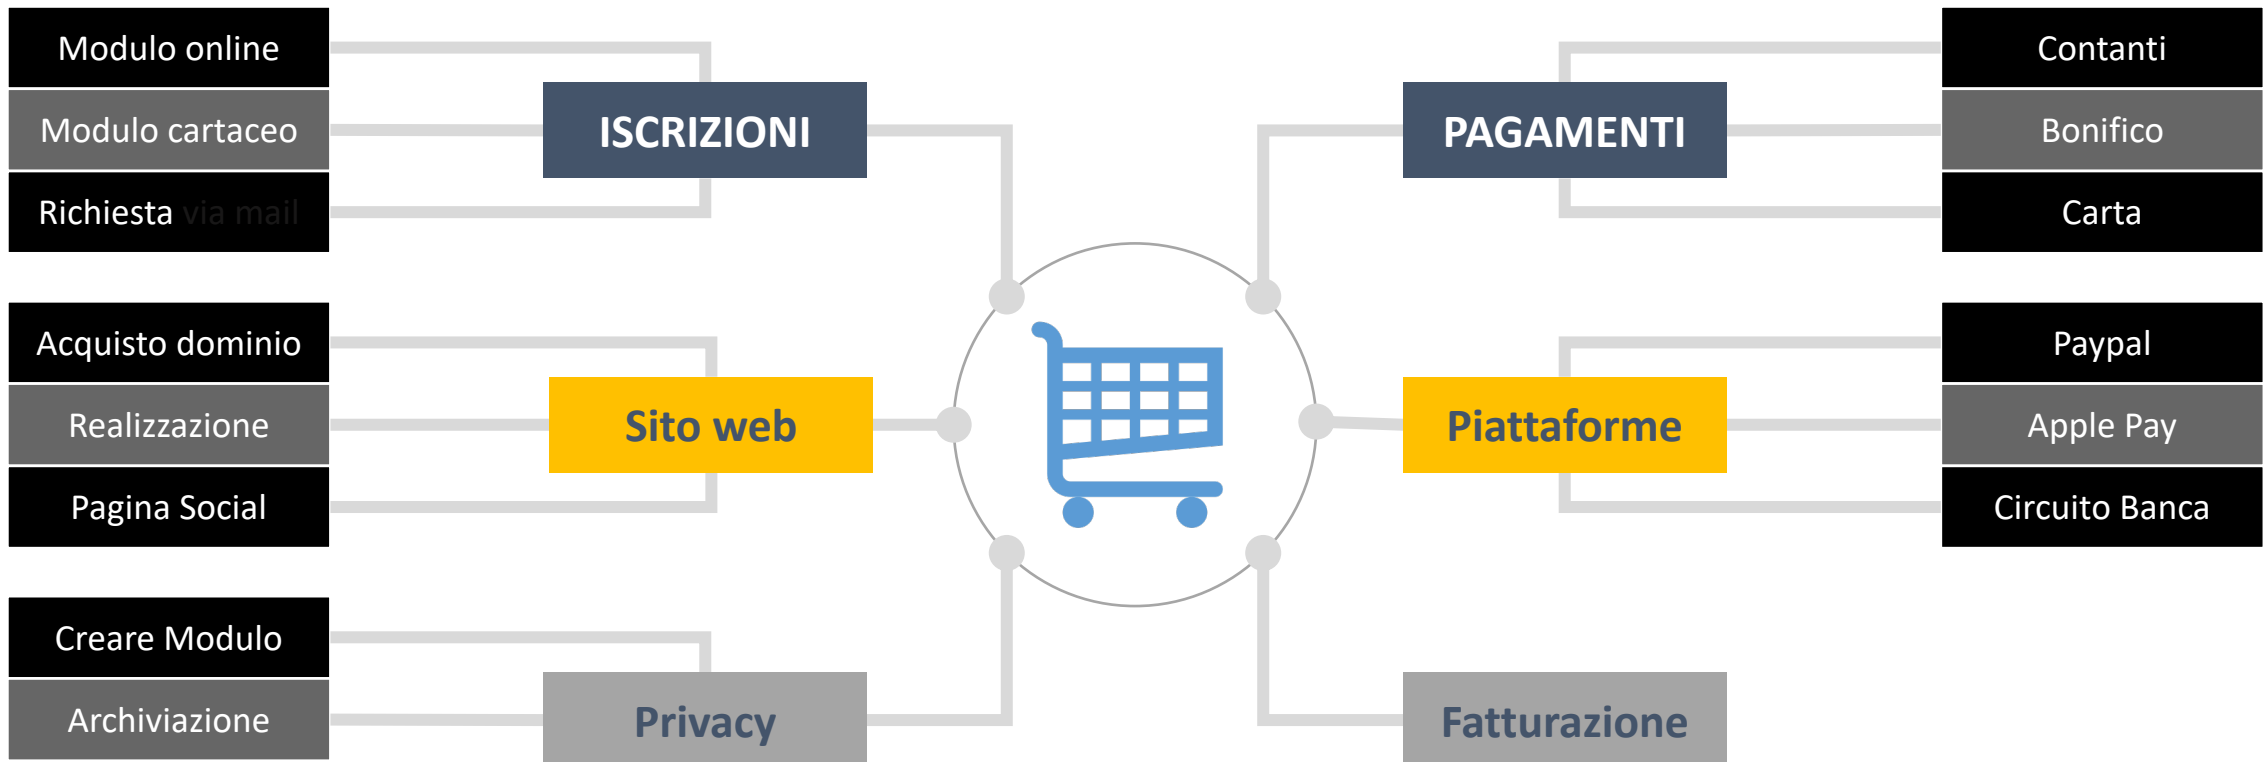 Modulo online
Modulo cartaceo
Richiesta via mail
ISCRIZIONI
PAGAMENTI
Contanti
Bonifico
Carta
Acquisto dominio
Realizzazione
Pagina Social
Sito web
Piattaforme
Paypal
Apple Pay
Circuito Banca
Creare Modulo
Archiviazione
Privacy
Fatturazione